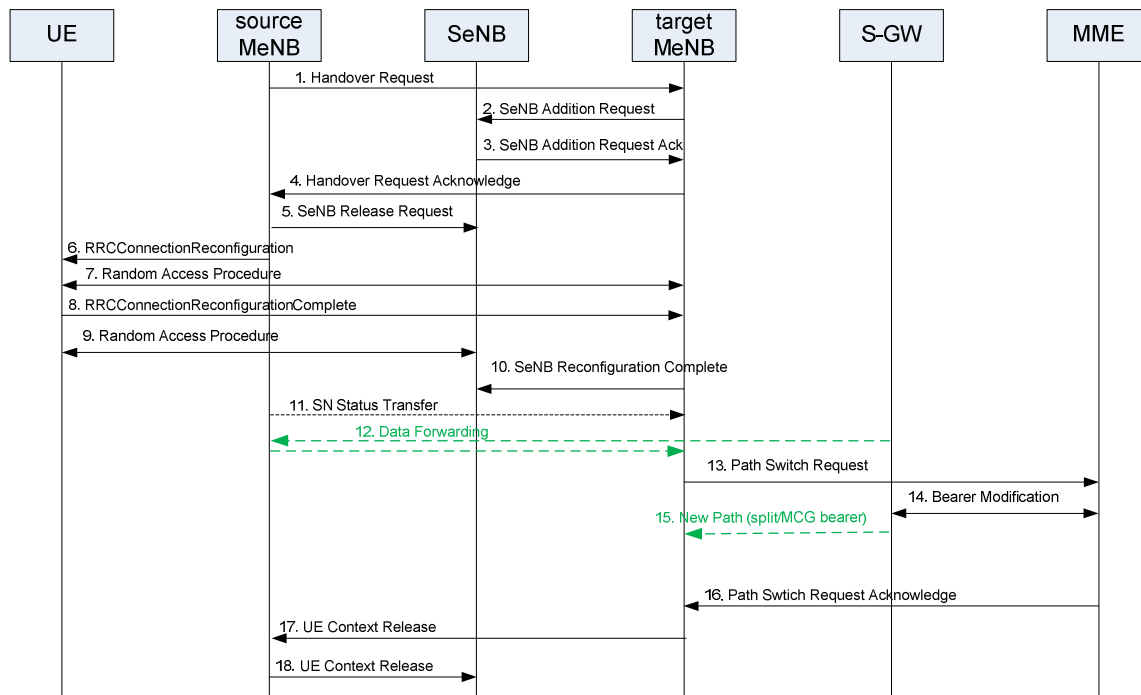 UE
source
MeNB
SeNB
target
MeNB
S-GW
MME
1. Handover Request
2. SeNB Addition Request
3. SeNB Addition Request Ack
4. Handover Request Acknowledge
5. SeNB Release Request
6. RRCConnectionReconfiguration
7. Random Access Procedure
8. RRCConnectionReconfigurationComplete
9. Random Access Procedure
10. SeNB Reconfiguration Complete
11. SN Status Transfer
12. Data Forwarding
13. Path Switch Request
14. Bearer Modification
15. New Path (split/MCG bearer)
16. Path Swtich Request Acknowledge
17. UE Context Release
18. UE Context Release